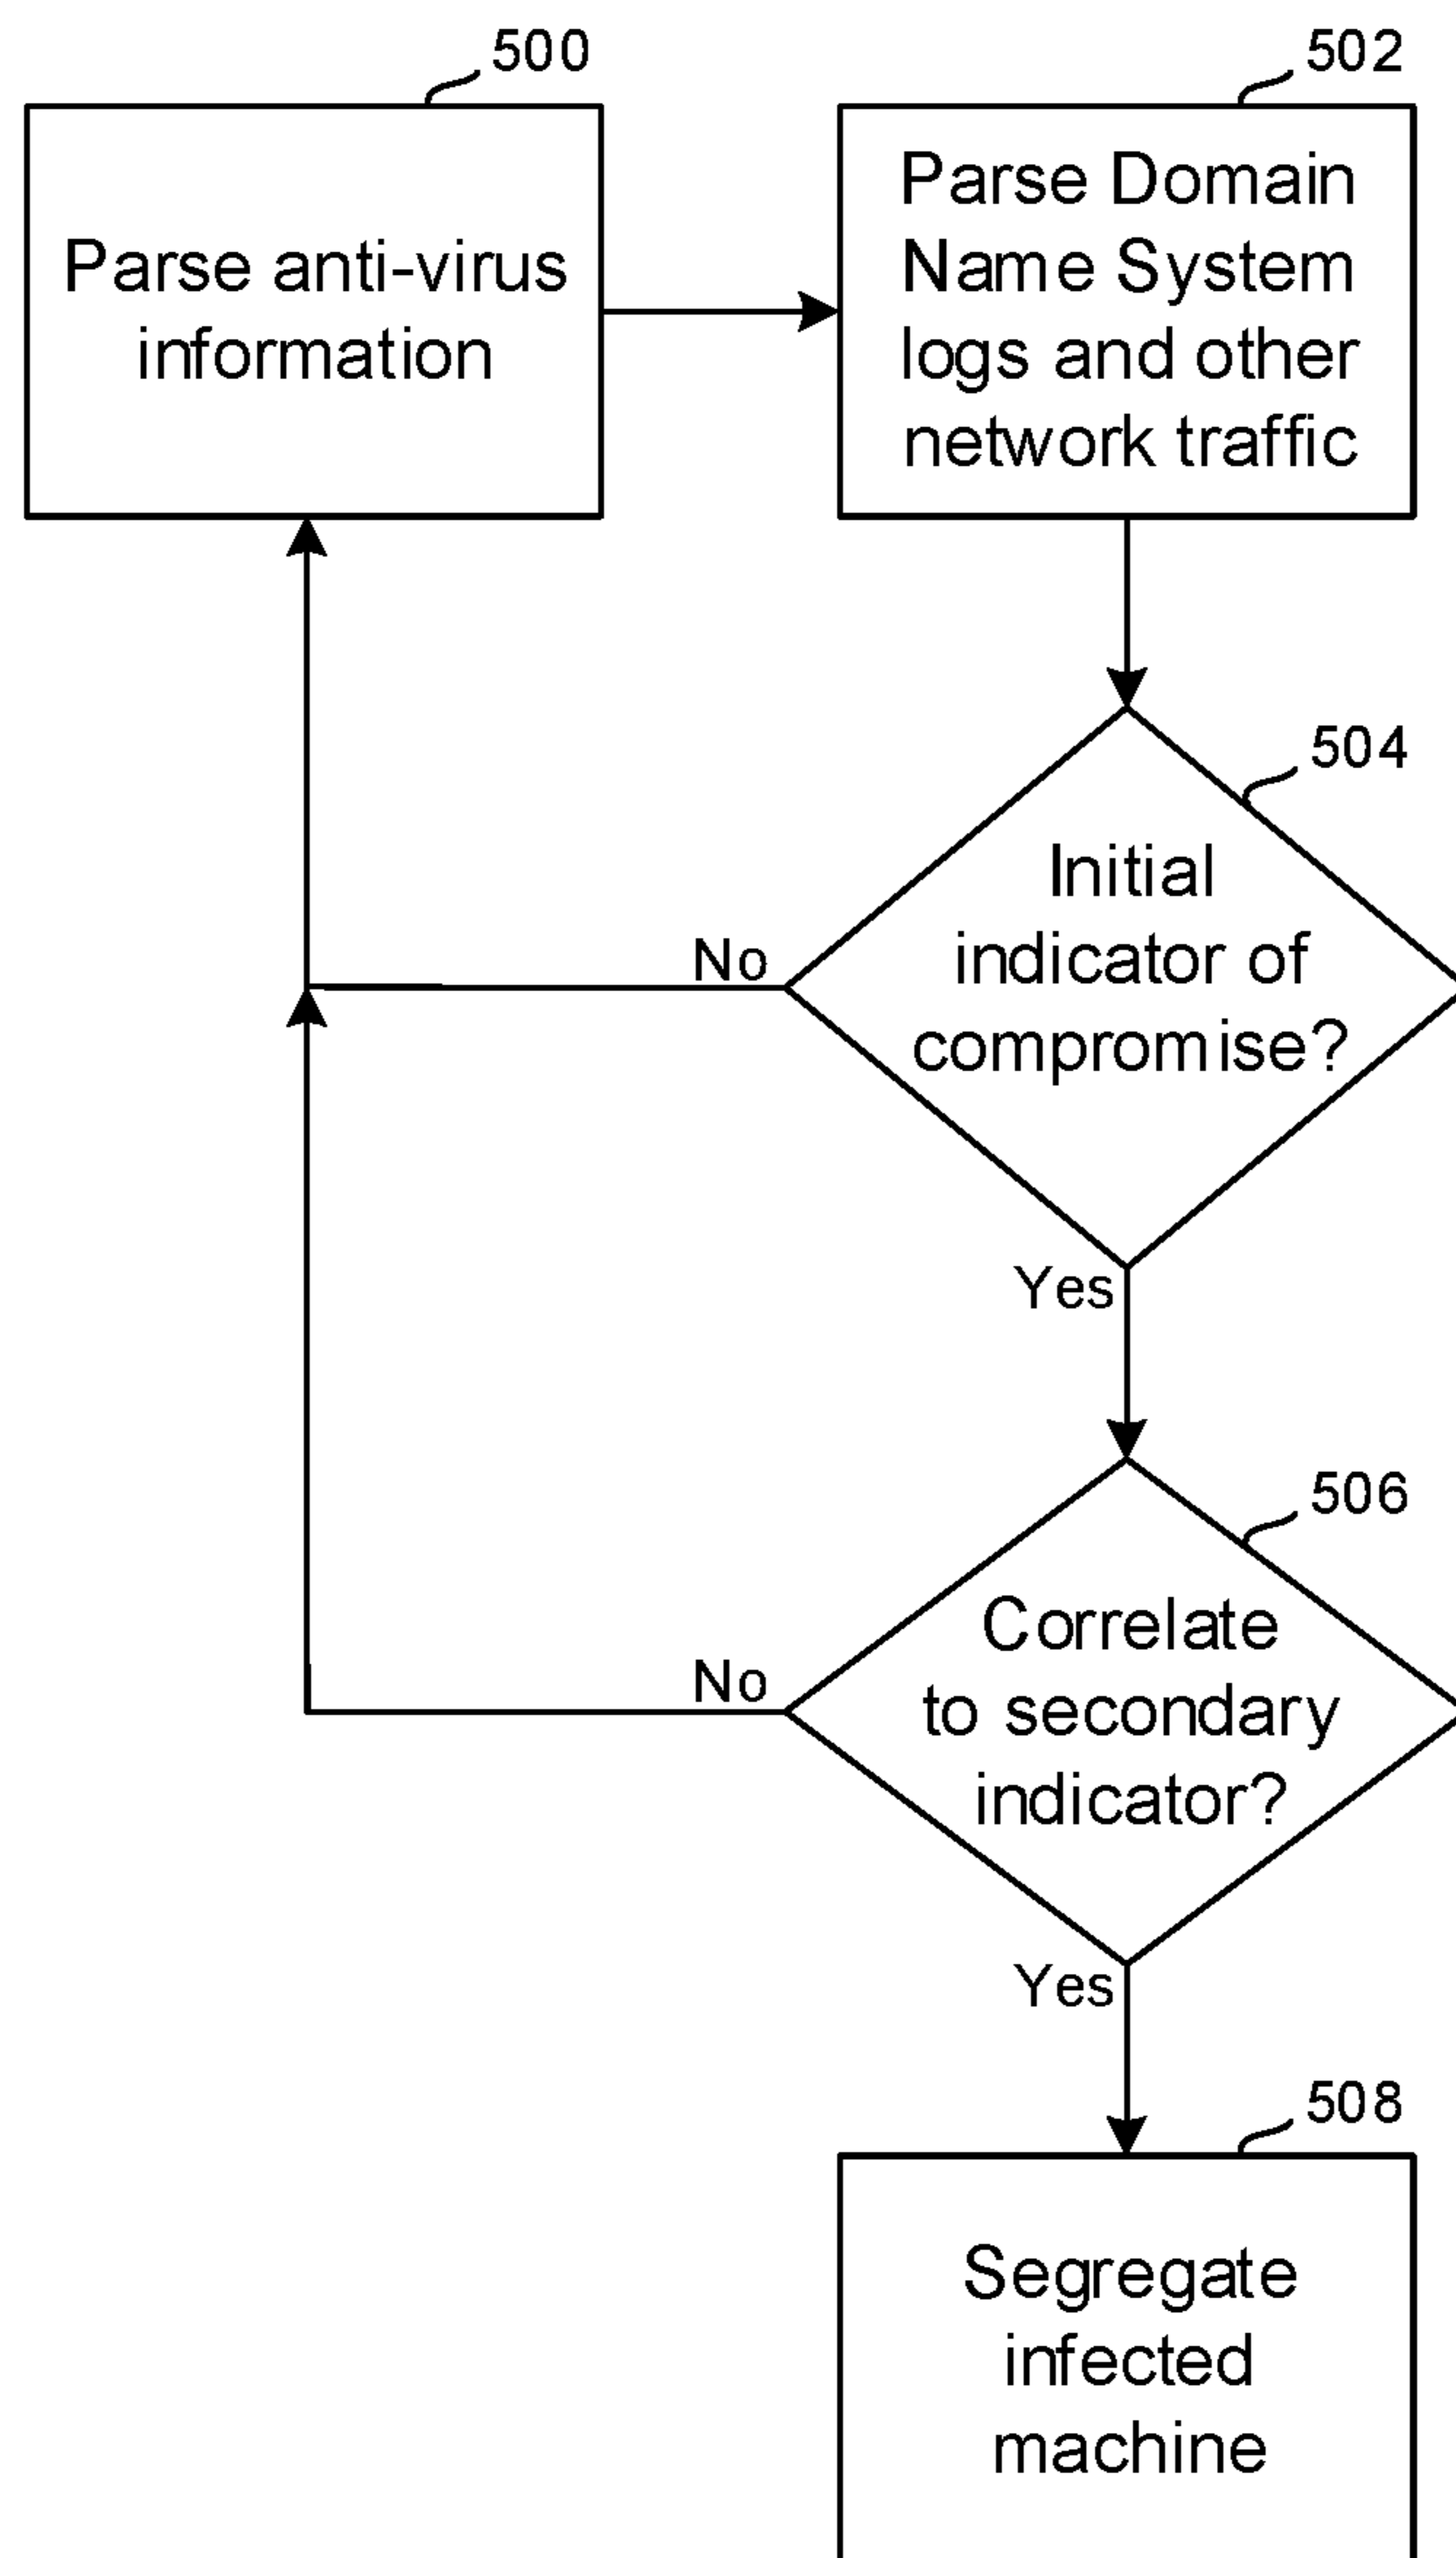 500
Parse anti-virus
information
502
Parse Domain
Name System
logs and other
network traffic
504
Initial
indicator of
compromise?
No
Yes
506
Correlate
to secondary
indicator?
No
Yes
508
Segregate
infected
machine